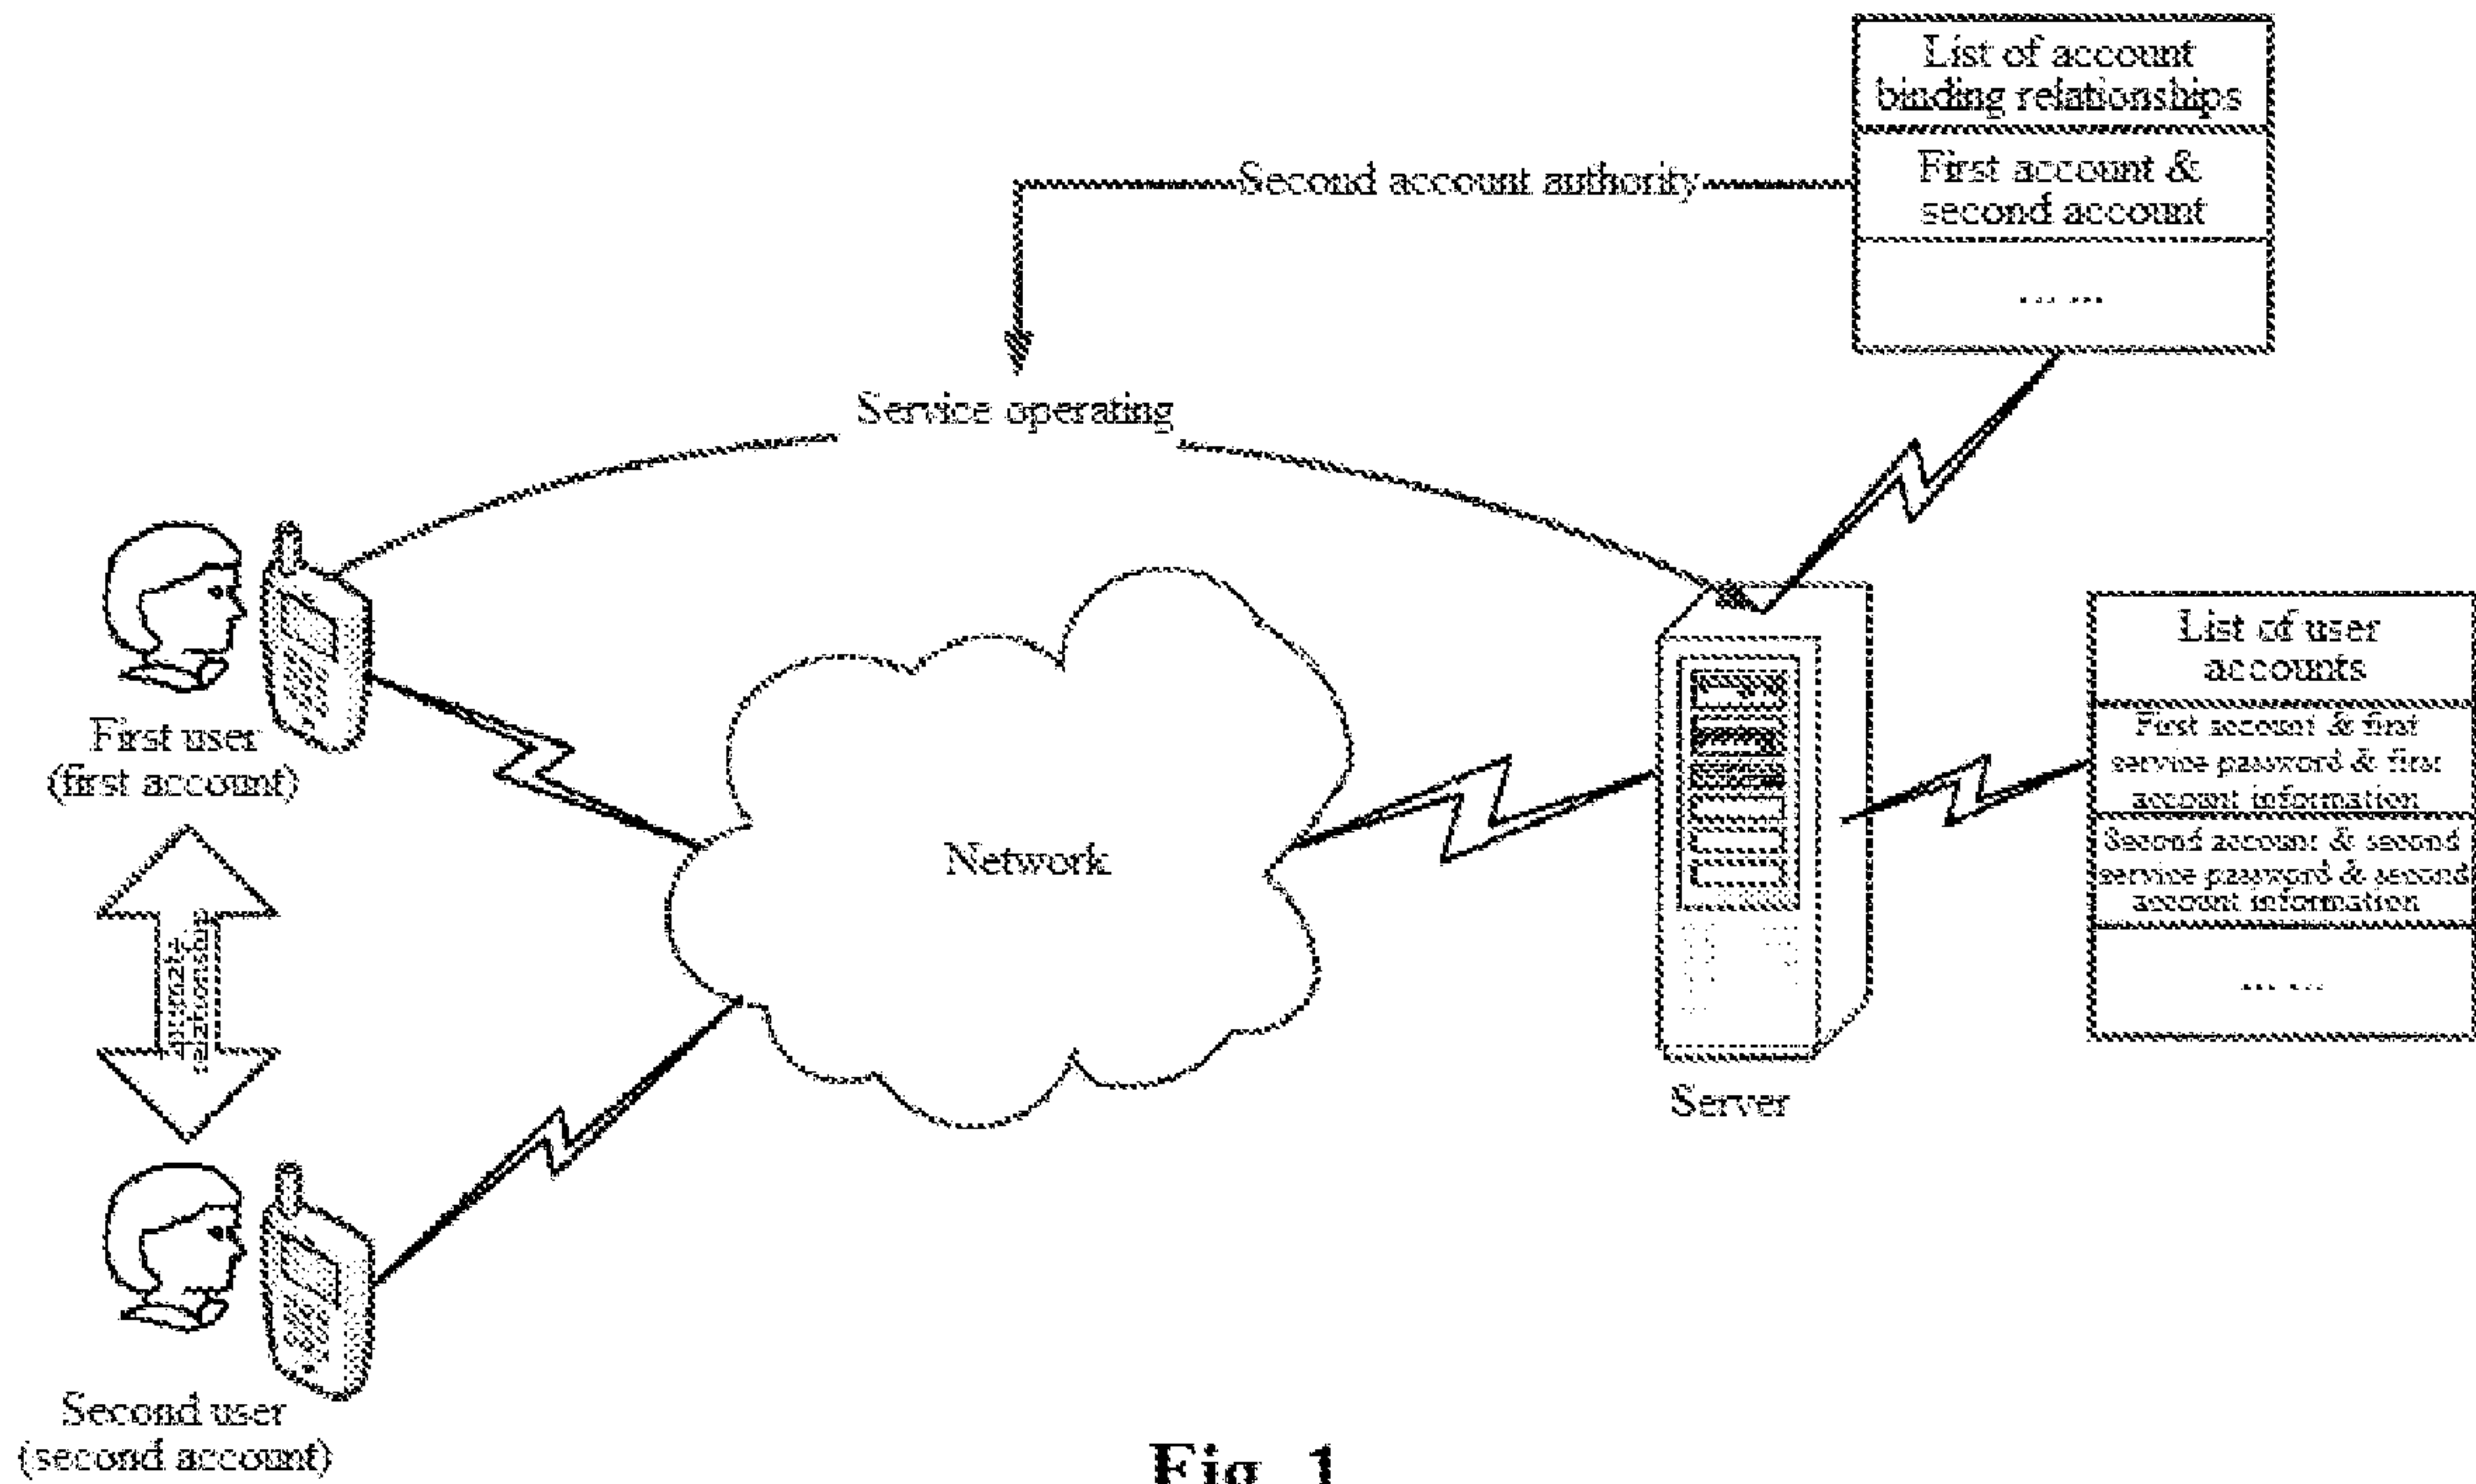 List of account
binding relationships
First account &
second account
... ...
Second account authority
Service operating
First user
(first account)
List of user
accounts
First account & first
service password & first
account information
Second account & second
service password & second
account information
... ...
Network
Intimate
relationship
Server
Second user
(second account)
Fig. 1